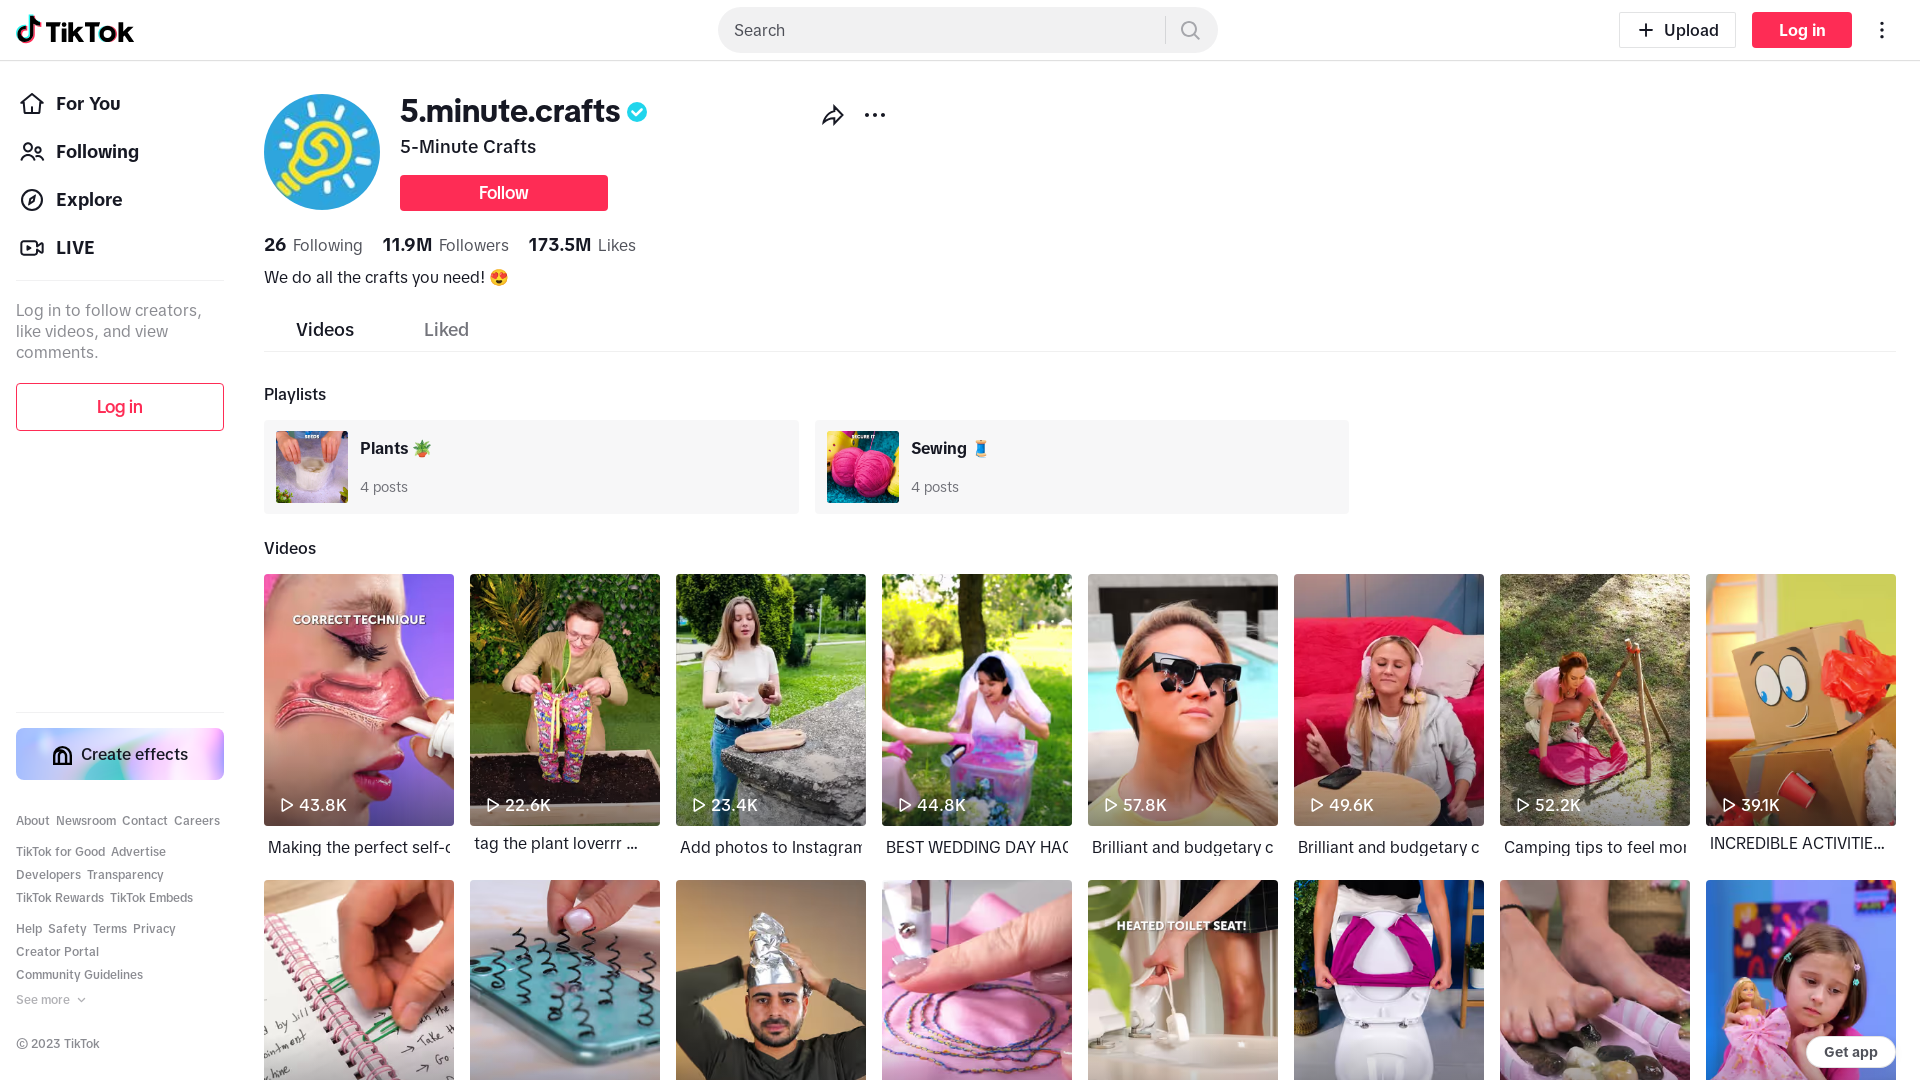 TikTok
Search
Upload
Log in
For You
Following
Explore
LIVE
Log in to follow creators,
like videos, and view
comments.
Log in
Create effects
About Newsroom Contact Careers
TikTok for Good Advertise
Developers Transparency
TikTok Rewards TikTok Embeds
Help Safety Terms Privacy
Creator Portal
Community Guidelines
See more
© 2023 TikTok
5.minute.crafts
5-Minute Crafts
Follow
26 Following 11.9M Followers 173.5M Likes
We do all the crafts you need! 😍
Videos Liked
Playlists
SEEDS
Plants 🪴
4 posts
SECURE IT
Sewing 🧵
4 posts
Videos
CORRECT TECHNIQUE
43.8K
22.6K
23.4K
44.8K
57.8K
49.6K
52.2K
39.1K
Making the perfect self-c
tag the plant loverrr ...
Add photos to Instagram
BEST WEDDING DAY HAC
Brilliant and budgetary c
Brilliant and budgetary c
Camping tips to feel mor
INCREDIBLE ACTIVITIE...
HEATED TOILET SEAT!
by Jill
Take
Go
Get app